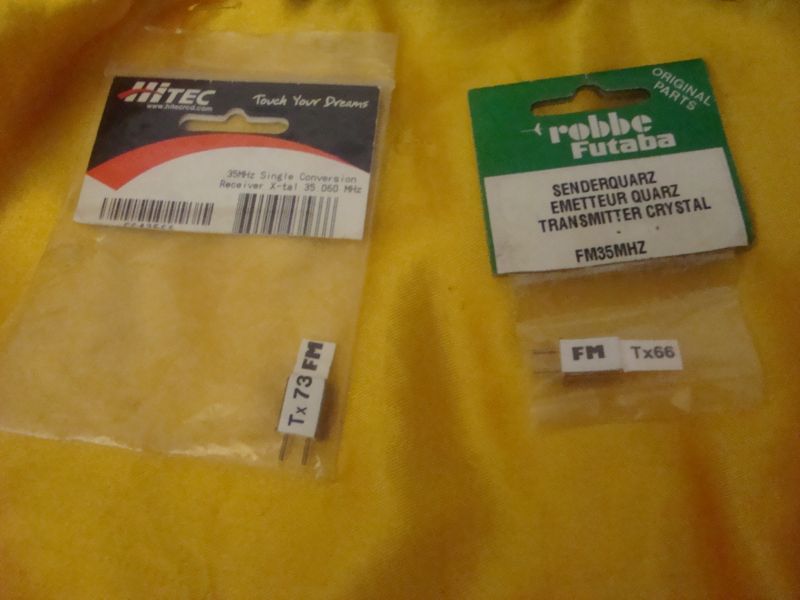 HiTEC
www.hitecrcd.com
Touch Your Dreams
35MHz Single Conversion
Receiver X-tal 35.060 MHz
Tx 73 FM
ORIGINAL
PARTS
robbe
Futaba
SENDERQUARZ
EMETTEUR QUARZ
TRANSMITTER CRYSTAL
FM35MHZ
FM Tx66